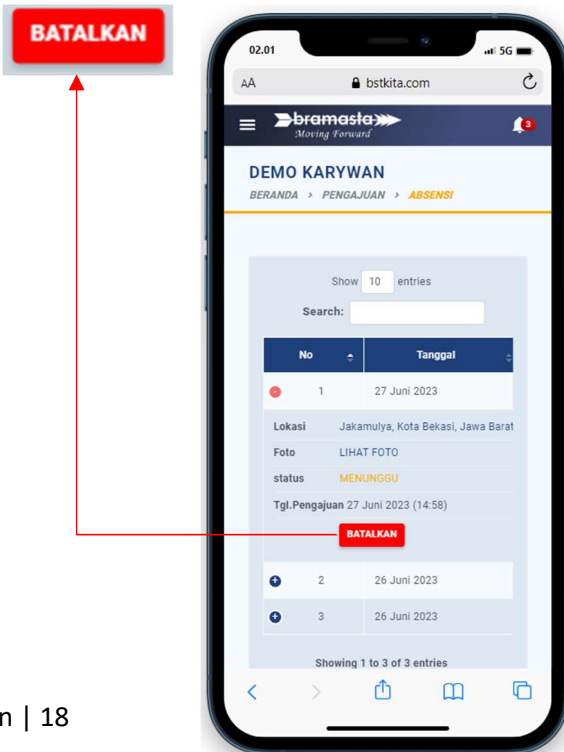 BATALKAN
02.01
5G
AA bstkita.com
bramasta
Moving Forward
3
DEMO KARYWAN
BERANDA > PENGAJUAN > ABSENSI
Show 10 entries
Search:
No Tanggal
1 27 Juni 2023
Lokasi Jakamulya, Kota Bekasi, Jawa Barat
Foto LIHAT FOTO
status MENUNGGU
Tgl.Pengajuan 27 Juni 2023 (14:58)
BATALKAN
2 26 Juni 2023
3 26 Juni 2023
Showing 1 to 3 of 3 entries
n | 18